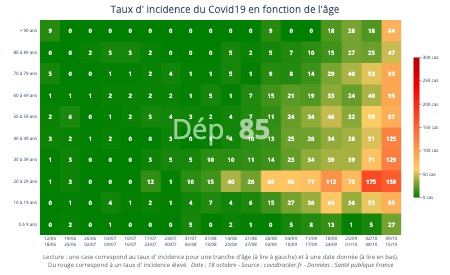 Taux d' incidence du Covid19 en fonction de l'âge
+ 90 ans 9 0 0 0 0 0 0 0 0 0 0 9 0 0 18 28 18 64
80 à 89 ans 0 0 2 5 5 2 0 0 0 5 2 5 7 10 15 27 25 47
70 à 79 ans 5 0 0 1 1 2 4 1 1 5 1 9 8 14 29 40 53 93
60 à 69 ans 1 1 1 2 0 0 0 1 2 5 1 7 15 21 19 33 24 40 93
50 à 59 ans 2 6 0 1 2 5 4 3 2 4 7 11 24 34 46 32 59 87
40 à 49 ans 3 2 1 2 0 0 4 10 13 25 26 34 38 51 125
30 à 39 ans 1 3 0 0 0 3 5 5 10 10 11 14 23 34 39 39 71 129
20 à 29 ans 1 3 0 0 0 12 1 10 15 40 26 66 66 71 112 75 175 159
10 à 19 ans 0 1 0 4 1 2 1 4 7 4 6 15 27 36 64 36 55 85
0 à 9 ans 0 2 0 1 0 0 0 5 0 0 0 2 5 8 13 1 5 27
Dép. 85
300 cas
250 cas
200 cas
150 cas
100 cas
50 cas
0 cas
12/06 19/06 26/06 03/07 10/07 17/07 24/07 31/07 07/08 14/08 21/08 28/08 04/09 11/09 18/09 25/09 02/10 09/10
18/06 25/06 02/07 09/07 16/07 23/07 30/07 06/08 13/08 20/08 27/08 03/09 10/09 17/09 24/09 01/10 08/10 15/10
Lecture : une case correspond au taux d' incidence pour une tranche d'âge (à lire à gauche) et à une date donnée (à lire en bas).
Du rouge correspond à un taux d' incidence élevé. Date : 18 octobre - Source : covidtracker.fr - Données : Santé publique France